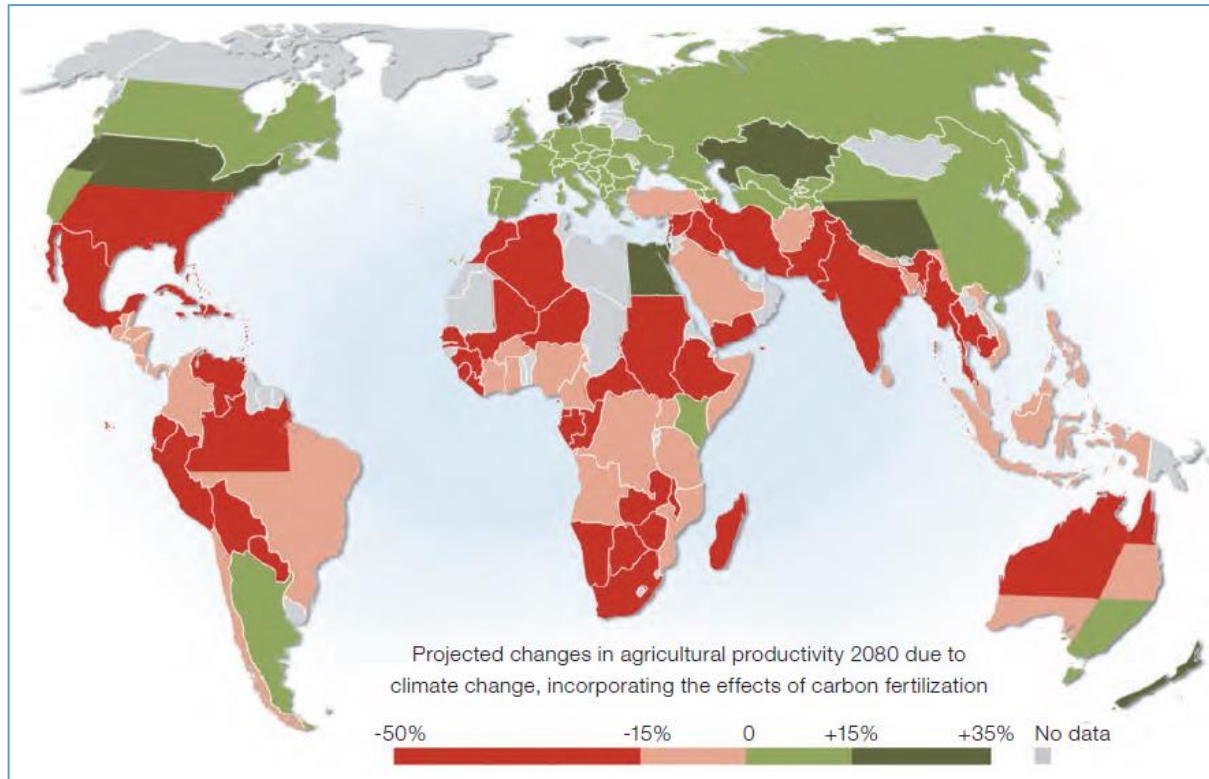 Projected changes in agricultural productivity 2080 due to
climate change, incorporating the effects of carbon fertilization
-50% -15% 0 +15% +35% No data